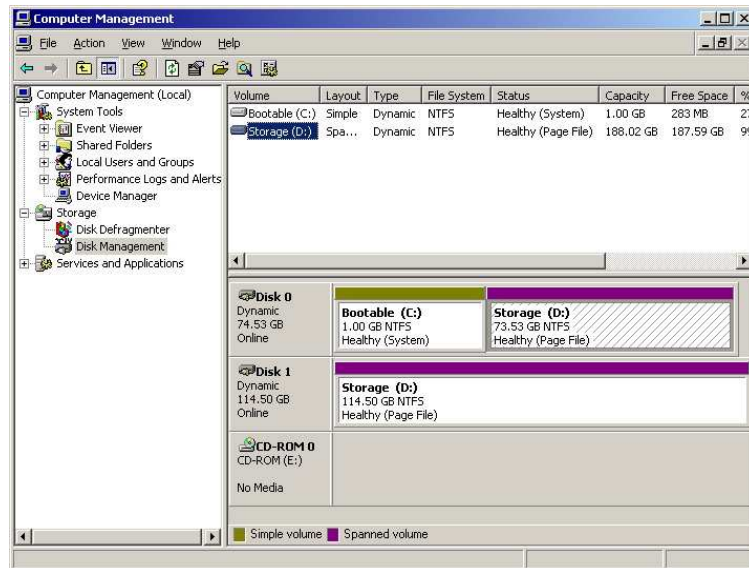 Computer Management
File Action View Window Help
Computer Management (Local)
System Tools
Event Viewer
Shared Folders
Local Users and Groups
Performance Logs and Alerts
Device Manager
Storage
Disk Defragmenter
Disk Management
Services and Applications
Volume Layout Type File System Status Capacity Free Space %
Bootable (C:) Simple Dynamic NTFS Healthy (System) 1.00 GB 283 MB 27
Storage (D:) Spa... Dynamic NTFS Healthy (Page File) 188.02 GB 187.59 GB 99
Disk 0
Dynamic
74.53 GB
Online
Bootable (C:)
1.00 GB NTFS
Healthy (System)
Storage (D:)
73.53 GB NTFS
Healthy (Page File)
Disk 1
Dynamic
114.50 GB
Online
Storage (D:)
114.50 GB NTFS
Healthy (Page File)
CD-ROM 0
CD-ROM (E:)
No Media
Simple volume Spanned volume